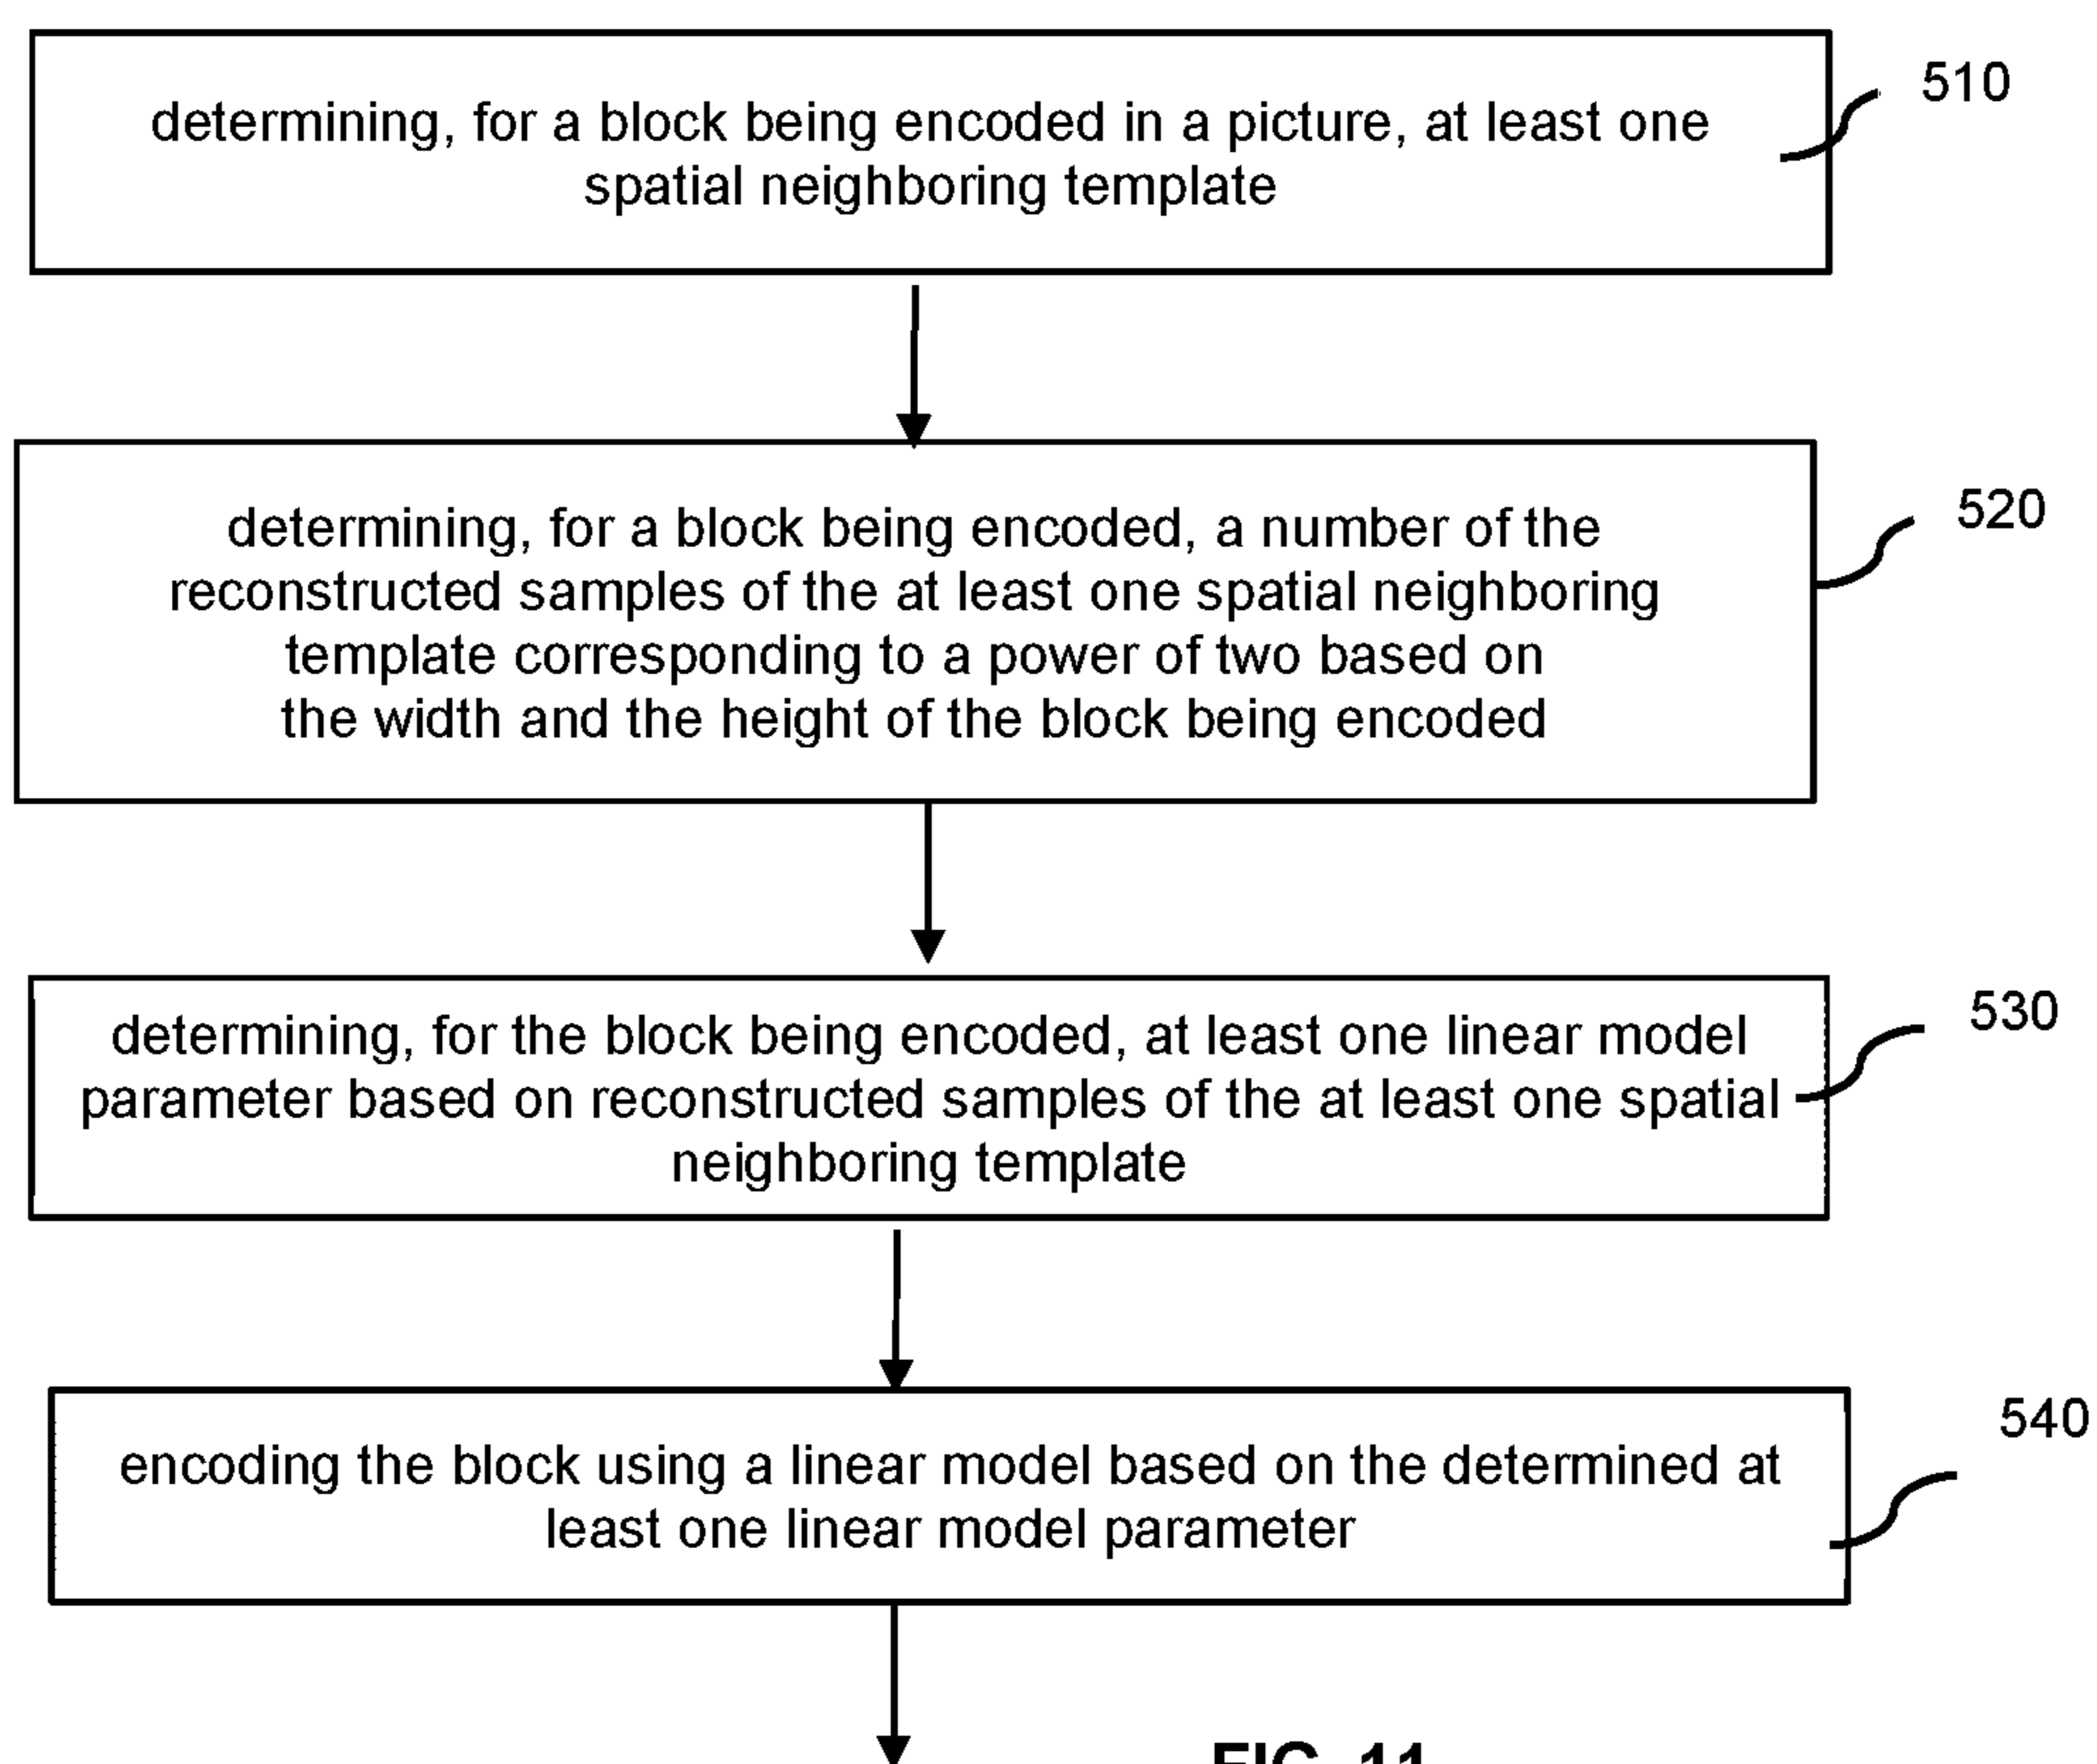 determining, for a block being encoded in a picture, at least one
spatial neighboring template
510
determining, for a block being encoded, a number of the
reconstructed samples of the at least one spatial neighboring
template corresponding to a power of two based on
the width and the height of the block being encoded
520
determining, for the block being encoded, at least one linear model
parameter based on reconstructed samples of the at least one spatial
neighboring template
530
encoding the block using a linear model based on the determined at
least one linear model parameter
540
FIG. 11